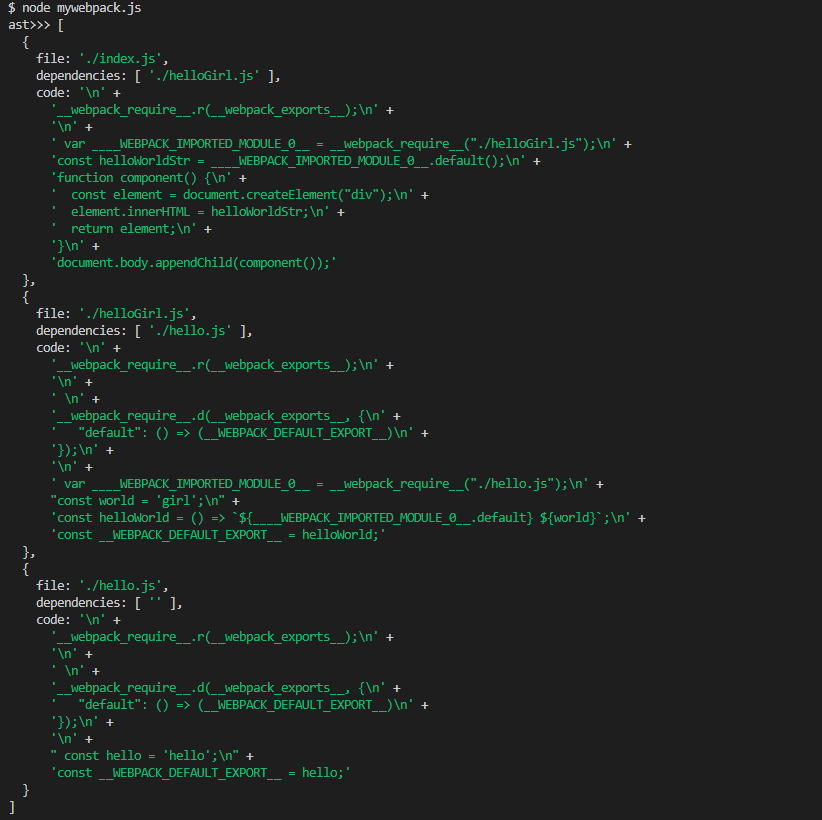 $ node mywebpack.js
ast>>> [
  {
    file: './index.js',
    dependencies: [ './helloGirl.js' ],
    code: '\n' +
      '__webpack_require__.r(__webpack_exports__);\n' +
      '\n' +
      ' var ____WEBPACK_IMPORTED_MODULE_0__ = __webpack_require__("./helloGirl.js");\n' +
      'const helloWorldStr = ____WEBPACK_IMPORTED_MODULE_0__.default();\n' +
      'function component() {\n' +
      '  const element = document.createElement("div");\n' +
      '  element.innerHTML = helloWorldStr;\n' +
      '  return element;\n' +
      '}\n' +
      'document.body.appendChild(component());'
  },
  {
    file: './helloGirl.js',
    dependencies: [ './hello.js' ],
    code: '\n' +
      '__webpack_require__.r(__webpack_exports__);\n' +
      '\n' +
      ' \n' +
      '__webpack_require__.d(__webpack_exports__, {\n' +
      '   "default": () => (__WEBPACK_DEFAULT_EXPORT__)\n' +
      '});\n' +
      '\n' +
      ' var ____WEBPACK_IMPORTED_MODULE_0__ = __webpack_require__("./hello.js");\n' +
      "const world = 'girl';\n" +
      'const helloWorld = () => `${____WEBPACK_IMPORTED_MODULE_0__.default} ${world}`;\n' +
      'const __WEBPACK_DEFAULT_EXPORT__ = helloWorld;'
  },
  {
    file: './hello.js',
    dependencies: [ '' ],
    code: '\n' +
      '__webpack_require__.r(__webpack_exports__);\n' +
      '\n' +
      ' \n' +
      '__webpack_require__.d(__webpack_exports__, {\n' +
      '   "default": () => (__WEBPACK_DEFAULT_EXPORT__)\n' +
      '});\n' +
      '\n' +
      " const hello = 'hello';\n" +
      'const __WEBPACK_DEFAULT_EXPORT__ = hello;'
  }
]